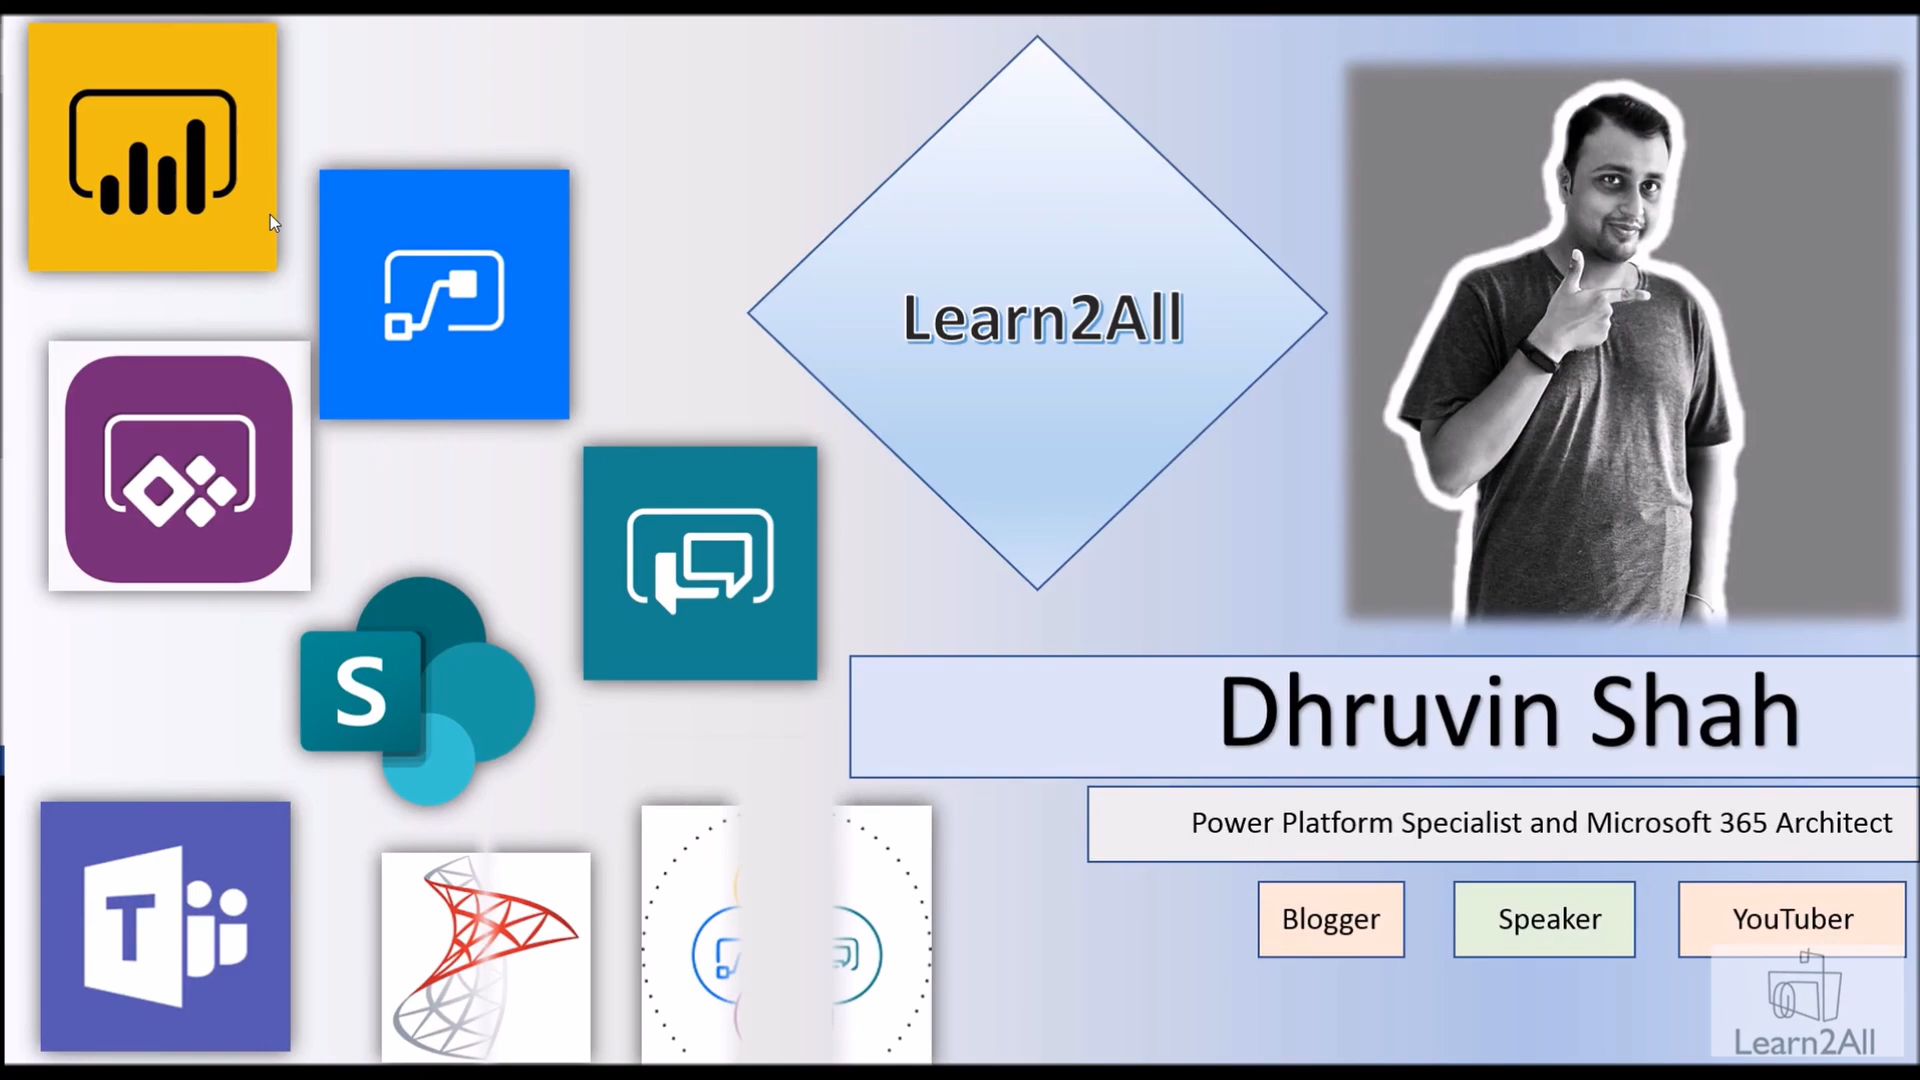 Learn2All
S
Dhruvin Shah
Power Platform Specialist and Microsoft 365 Architect
T
Blogger
Speaker
YouTuber
Learn2All